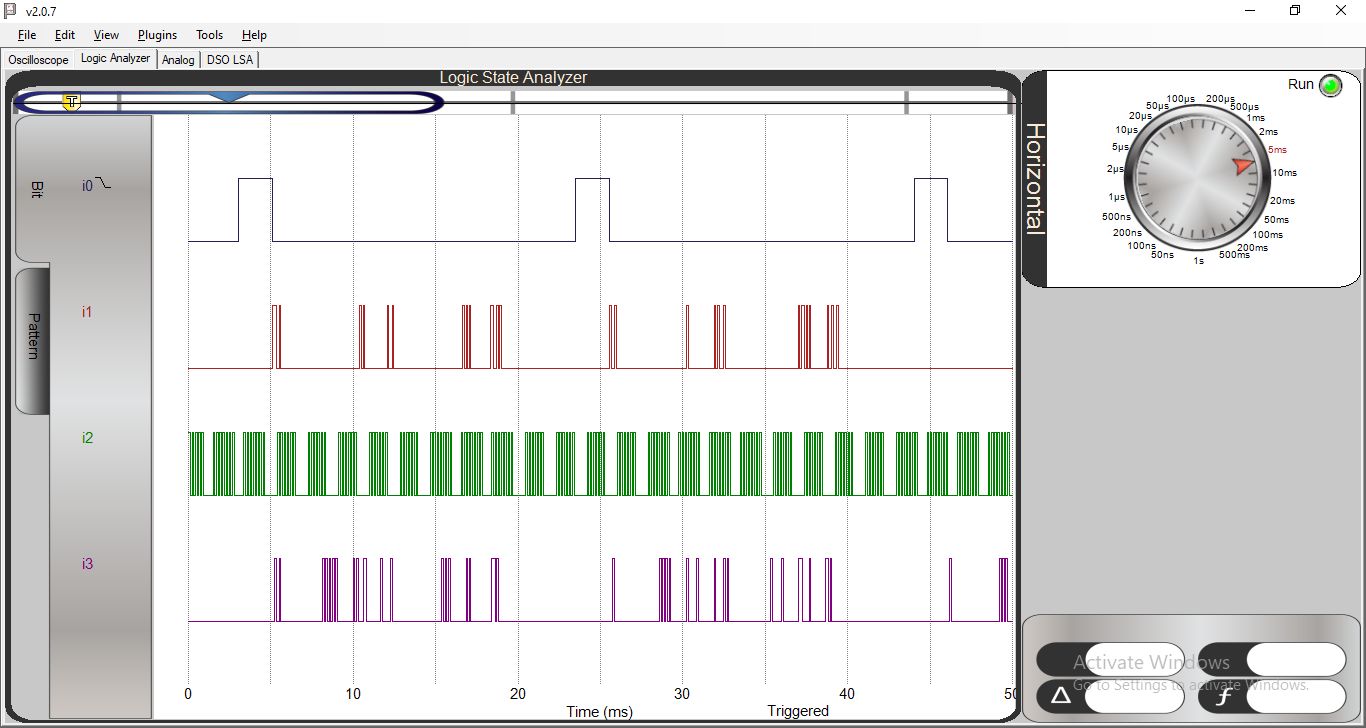 v2.0.7
File Edit View Plugins Tools Help
Oscilloscope Logic Analyzer Analog DSO LSA
Logic State Analyzer
T
Bit
Pattern
i0
i1
i2
i3
0 10 20 30 40 50
Time (ms) Triggered
Horizontal
Run
50ns
100ns
200ns
500ns
1µs
2µs
5µs
10µs
20µs
50µs
100µs
200µs
500µs
1ms
2ms
5ms
10ms
20ms
50ms
100ms
200ms
500ms
1s
Activate Windows
Go to Settings to activate Windows.
Δ ƒ